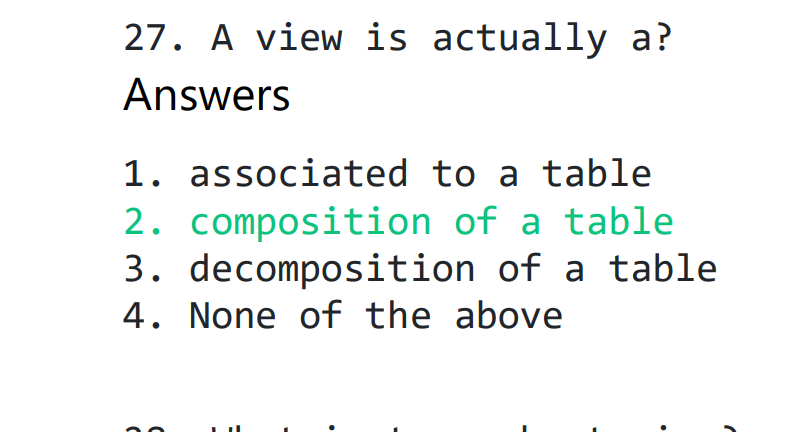 27. A view is actually a?
Answers
1. associated to a table
2. composition of a table
3. decomposition of a table
4. None of the above